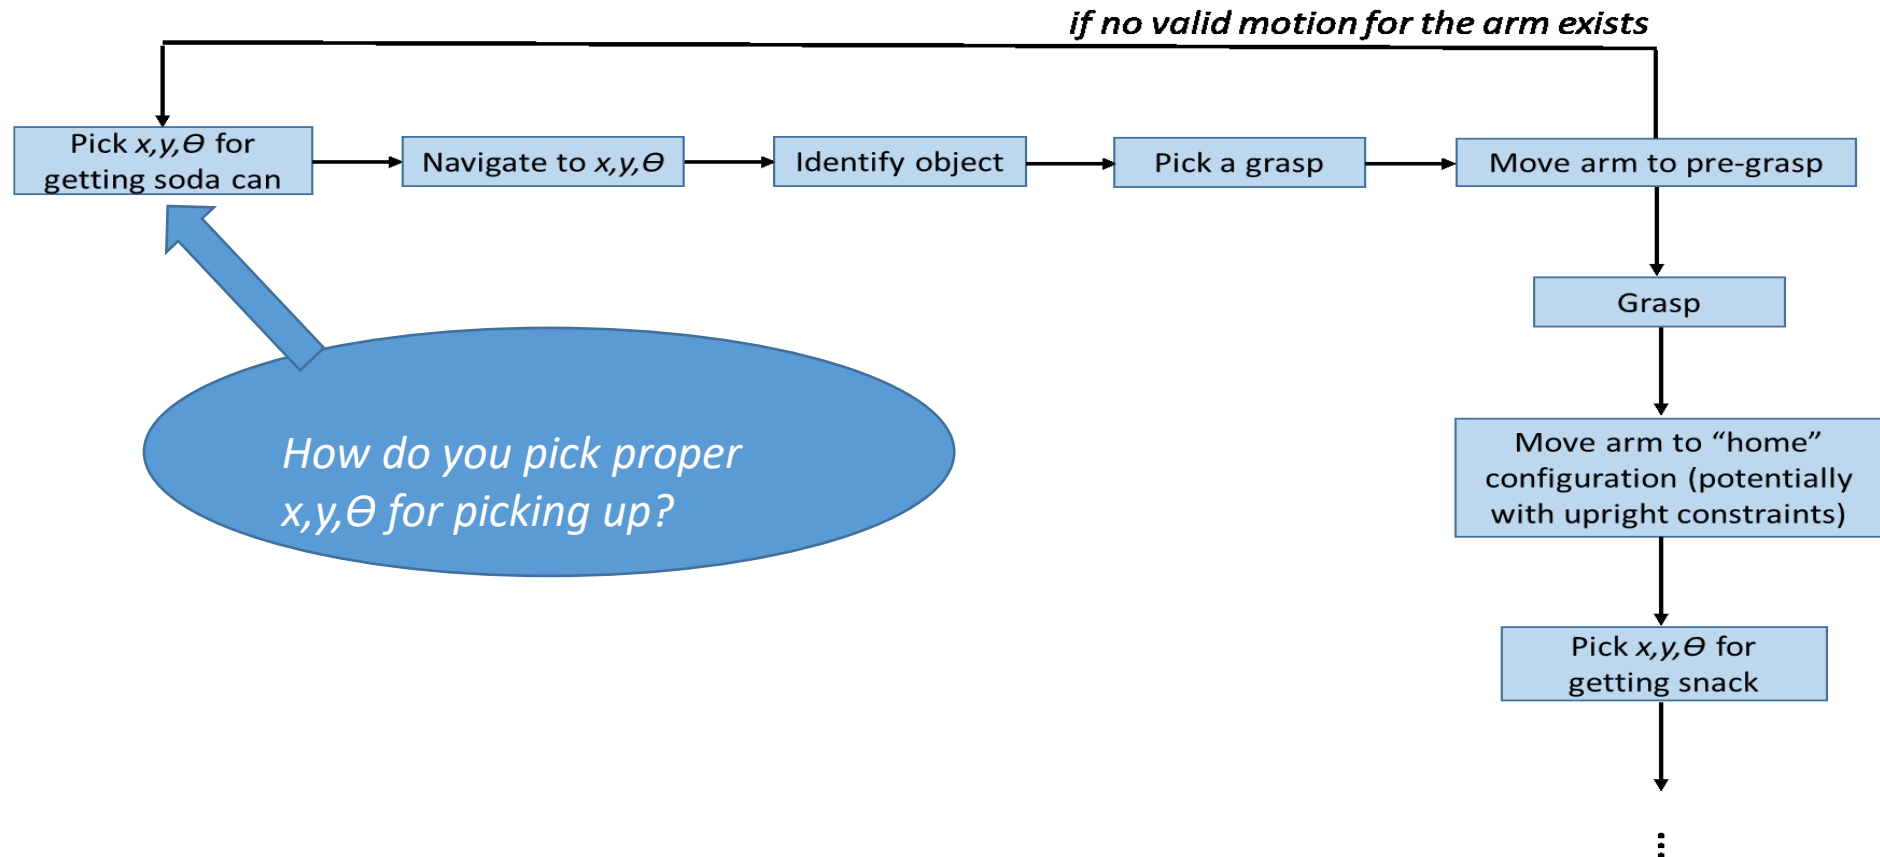 if no valid motion for the arm exists
Pick x,y,Θ for
getting soda can
Navigate to x,y,Θ
Identify object
Pick a grasp
Move arm to pre-grasp
Grasp
How do you pick proper
x,y,Θ for picking up?
Move arm to “home”
configuration (potentially
with upright constraints)
Pick x,y,Θ for
getting snack
⋮